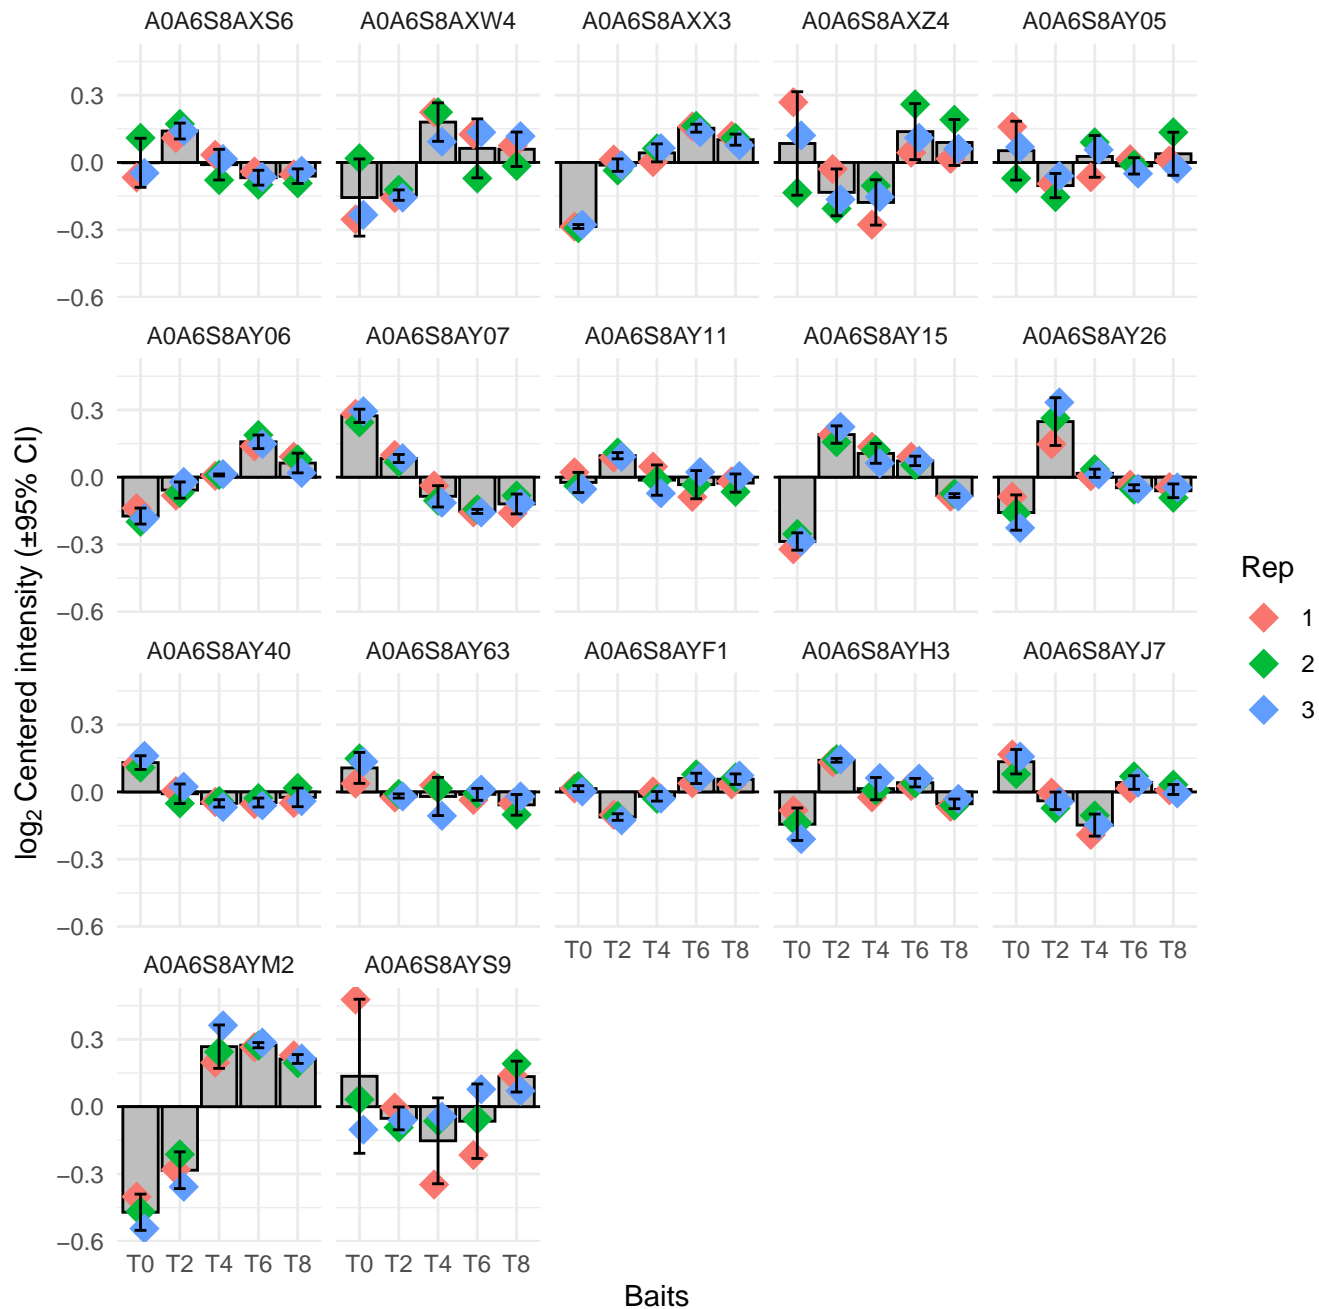 A0A6S8AXS6 A0A6S8AXW4 A0A6S8AXX3 A0A6S8AXZ4 A0A6S8AY05
0.3
0.0
−0.3
−0.6
A0A6S8AY06 A0A6S8AY07 A0A6S8AY11 A0A6S8AY15 A0A6S8AY26
0.3
0.0
−0.3
−0.6
A0A6S8AY40 A0A6S8AY63 A0A6S8AYF1 A0A6S8AYH3 A0A6S8AYJ7
0.3
0.0
−0.3
−0.6
T0 T2 T4 T6 T8 T0 T2 T4 T6 T8 T0 T2 T4 T6 T8
A0A6S8AYM2 A0A6S8AYS9
0.3
0.0
−0.3
−0.6
T0 T2 T4 T6 T8 T0 T2 T4 T6 T8
Baits
log₂ Centered intensity (±95% CI)
Rep
1
2
3